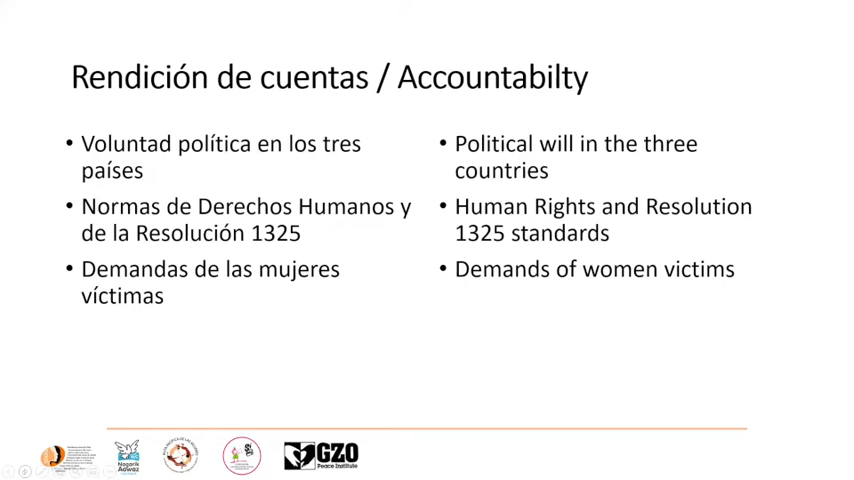 Rendición de cuentas / Accountabilty
• Voluntad política en los tres
países
• Normas de Derechos Humanos y
de la Resolución 1325
• Demandas de las mujeres
víctimas
• Political will in the three
countries
• Human Rights and Resolution
1325 standards
• Demands of women victims
Nagarik
Aawaz
GZO
Peace Institute